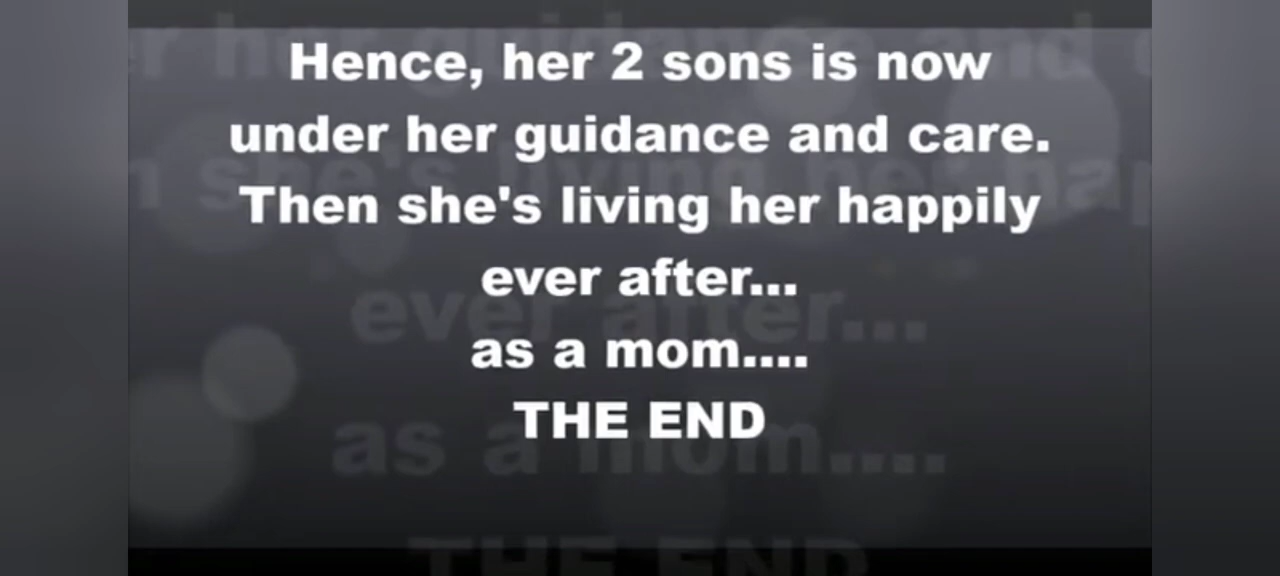 Hence, her 2 sons is now
under her guidance and care.
Then she's living her happily
ever after...
as a mom....
THE END